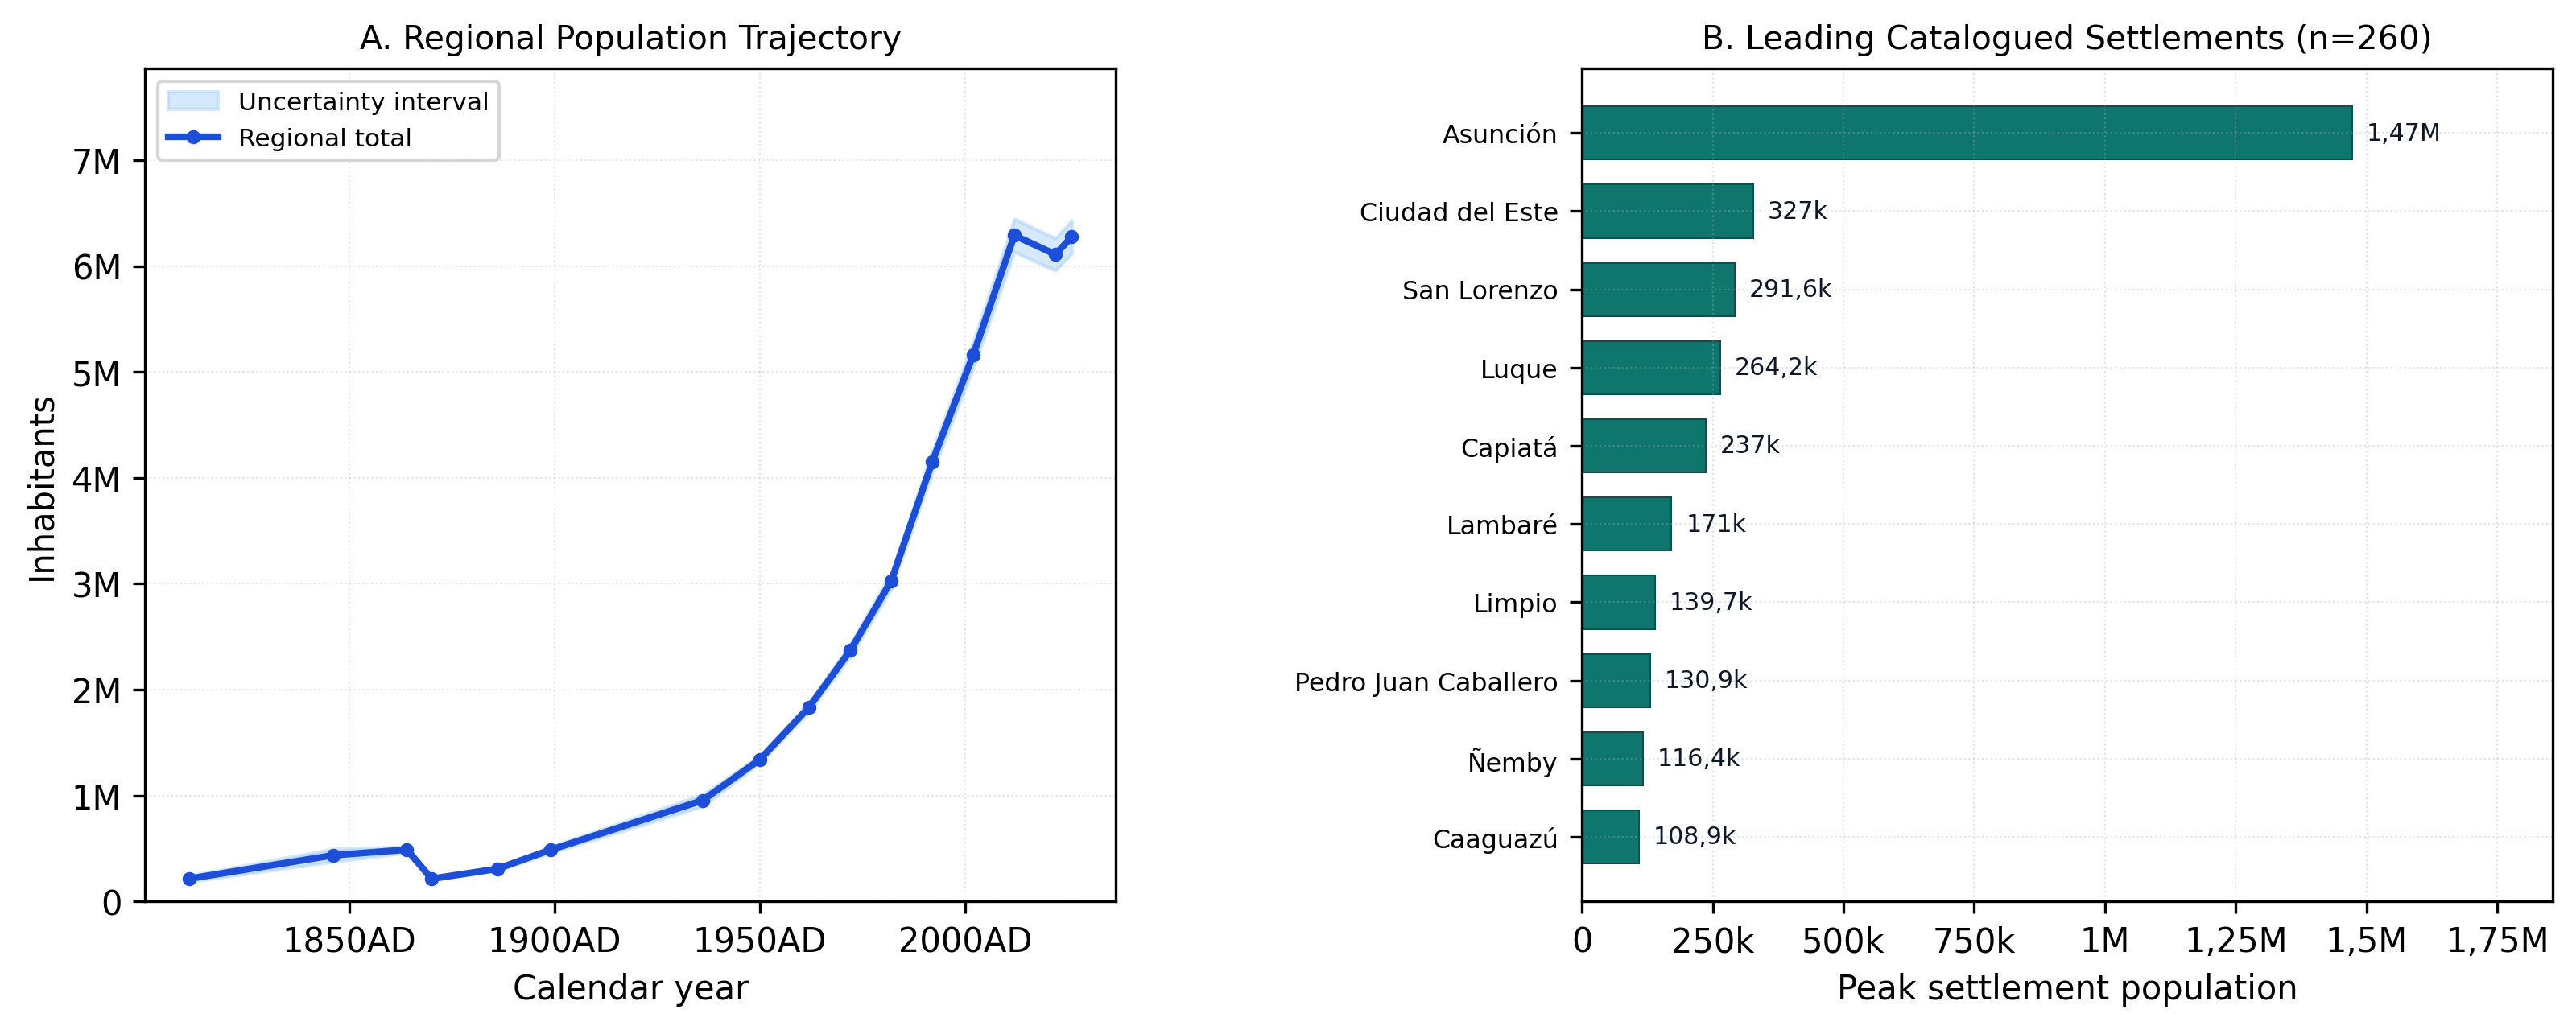 A. Regional Population Trajectory
Uncertainty interval
Regional total
7M
6M
5M
4M
3M
2M
1M
0
Inhabitants
1850AD
1900AD
1950AD
2000AD
Calendar year
B. Leading Catalogued Settlements (n=260)
Asunción 1,47M
Ciudad del Este 327k
San Lorenzo 291,6k
Luque 264,2k
Capiatá 237k
Lambaré 171k
Limpio 139,7k
Pedro Juan Caballero 130,9k
Ñemby 116,4k
Caaguazú 108,9k
0
250k
500k
750k
1M
1,25M
1,5M
1,75M
Peak settlement population